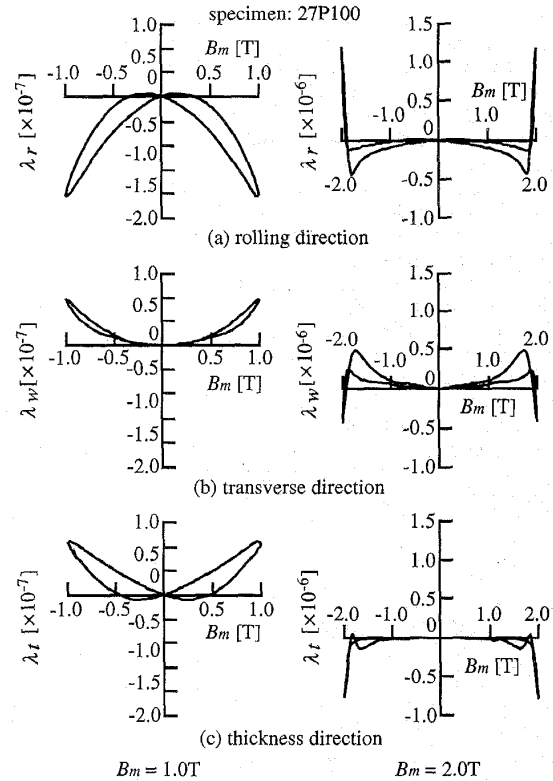 specimen: 27P100
Bm [T]
-1.0 -0.5 0 0.5 1.0
1.0
0.5
0
-0.5
-1.0
-1.5
-2.0
λr [×10⁻⁷]
Bm [T]
-1.0 1.0
-2.0 2.0
1.5
1.0
0.5
0
-0.5
-1.0
λr [×10⁻⁶]
(a) rolling direction
1.0
0.5
0
-0.5
-1.0
-1.5
-2.0
-1.0 -0.5 0.5 1.0
Bm [T]
λw[×10⁻⁷]
1.5
1.0
0.5
0
-0.5
-1.0
-2.0 2.0
-1.0 1.0
Bm [T]
λw[×10⁻⁶]
(b) transverse direction
1.0
0.5
0
-0.5
-1.0
-1.5
-2.0
-1.0 -0.5 0.5 1.0
Bm [T]
λt [×10⁻⁷]
1.5
1.0
0.5
0
-0.5
-1.0
-2.0 -1.0 1.0 2.0
Bm [T]
λt [×10⁻⁶]
(c) thickness direction
Bm = 1.0T Bm = 2.0T